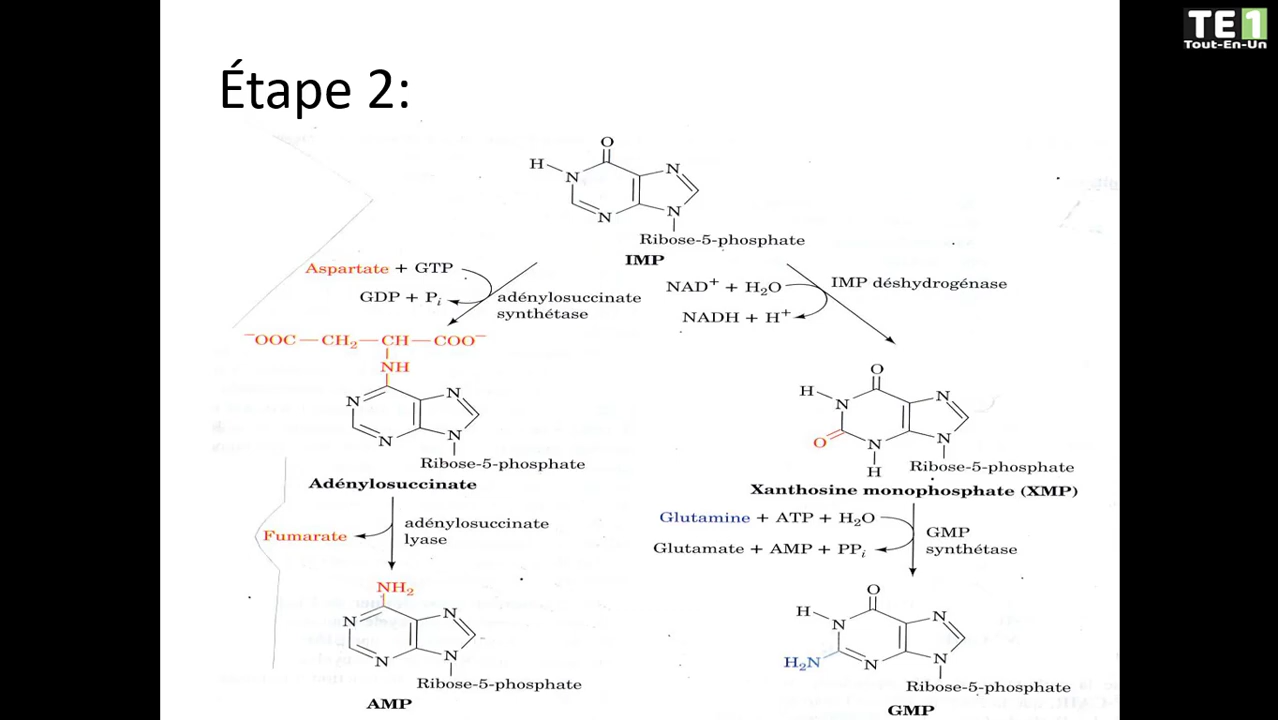 TE1
Tout-En-Un
Étape 2:
O
H
N
N
N
N
Ribose-5-phosphate
IMP
Aspartate + GTP
GDP + Pi
adénylosuccinate
synthétase
NAD+ + H2O
NADH + H+
IMP déshydrogénase
−OOC—CH2—CH—COO−
NH
N
N
N
N
Ribose-5-phosphate
Adénylosuccinate
O
H
N
N
O
N
H
N
Ribose-5-phosphate
Xanthosine monophosphate (XMP)
Fumarate
adénylosuccinate
lyase
Glutamine + ATP + H2O
Glutamate + AMP + PPi
GMP
synthétase
NH2
N
N
N
N
Ribose-5-phosphate
AMP
O
H
N
N
H2N
N
N
Ribose-5-phosphate
GMP